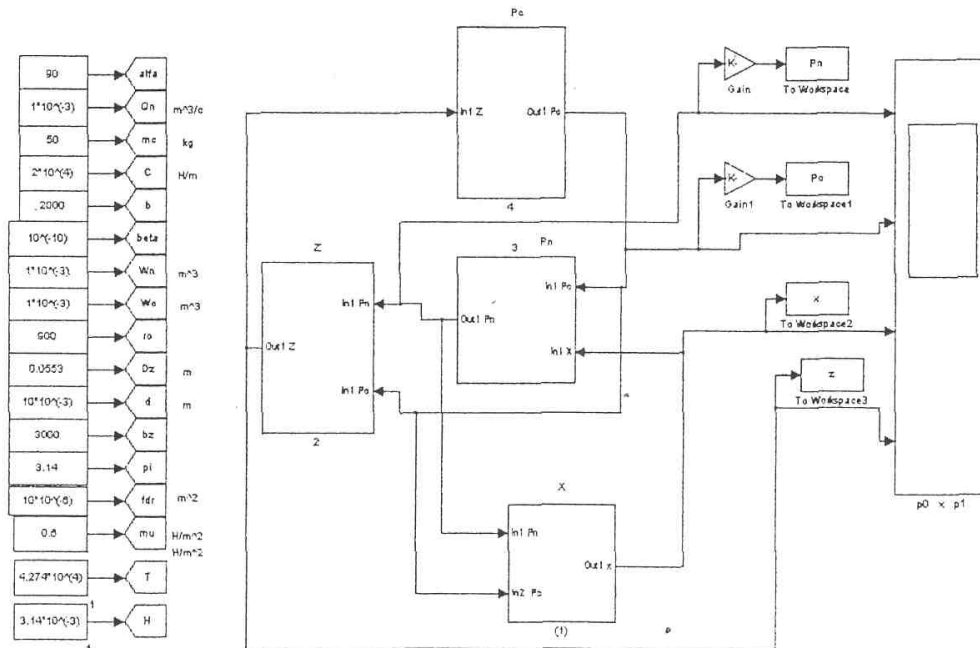 90 alfa
1*10^(-3) Qn m^3/c
50 mc kg
2*10^(4) C H/m
.2000 b
10^(-10) beta
1*10^(-3) Wn m^3
1*10^(-3) Wo m^3
900 ro
0.0553 Dz m
10*10^(-3) d m
3000 bz
3.14 pi
10*10^(-6) fdr m^2
0.6 mu H/m^2
H/m^2
4.274*10^(4) T
1
3.14*10^(-3) H
1
Po
In1 Z Out1 Po
4
Z
In1 Pn
Out1 Z
In1 Po
2
3 Pn
In1 Po
Out1 Pn
In1 X
X
In1 Pn
Out1 x
In2 Po
(1)
K-
Gain
Pn
To Workspace
K-
Gain1
Po
To Workspace1
x
To Workspace2
z
To Workspace3
p0 x p1